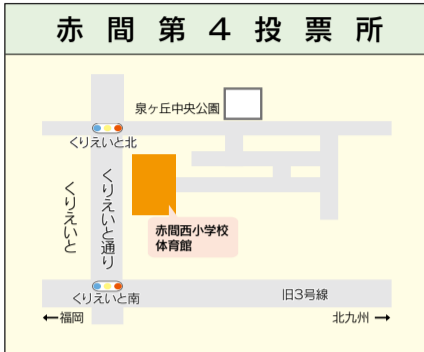 赤間第4投票所
泉ヶ丘中央公園
くりえいと北
くりえいと
くりえいと通り
赤間西小学校
体育館
くりえいと南
旧3号線
←福岡
北九州→